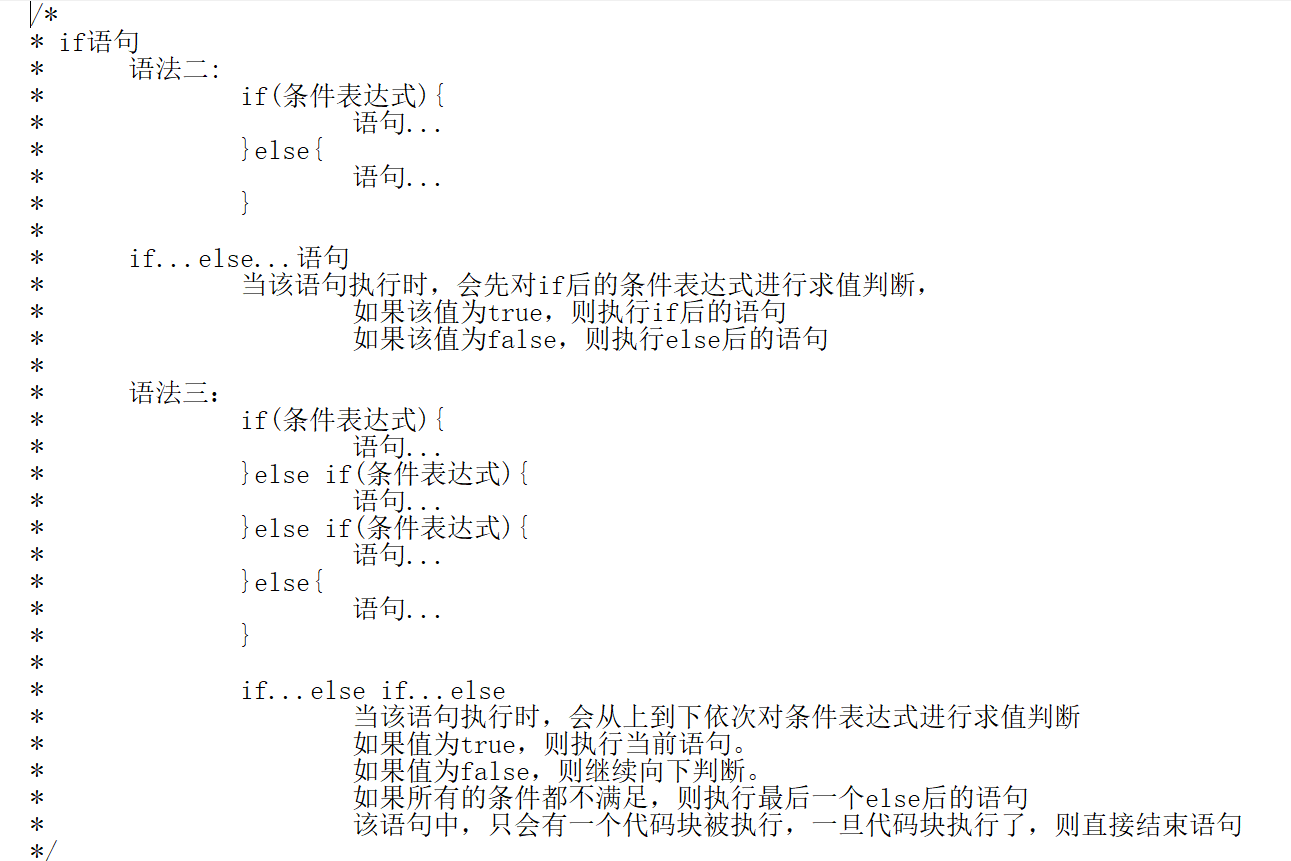 /*
* if语句
* 语法二:
* if(条件表达式){
* 语句...
* }else{
* 语句...
* }
*
* if...else...语句
* 当该语句执行时，会先对if后的条件表达式进行求值判断，
* 如果该值为true，则执行if后的语句
* 如果该值为false，则执行else后的语句
*
* 语法三：
* if(条件表达式){
* 语句...
* }else if(条件表达式){
* 语句...
* }else if(条件表达式){
* 语句...
* }else{
* 语句...
* }
*
* if...else if...else
* 当该语句执行时，会从上到下依次对条件表达式进行求值判断
* 如果值为true，则执行当前语句。
* 如果值为false，则继续向下判断。
* 如果所有的条件都不满足，则执行最后一个else后的语句
* 该语句中，只会有一个代码块被执行，一旦代码块执行了，则直接结束语句
*/